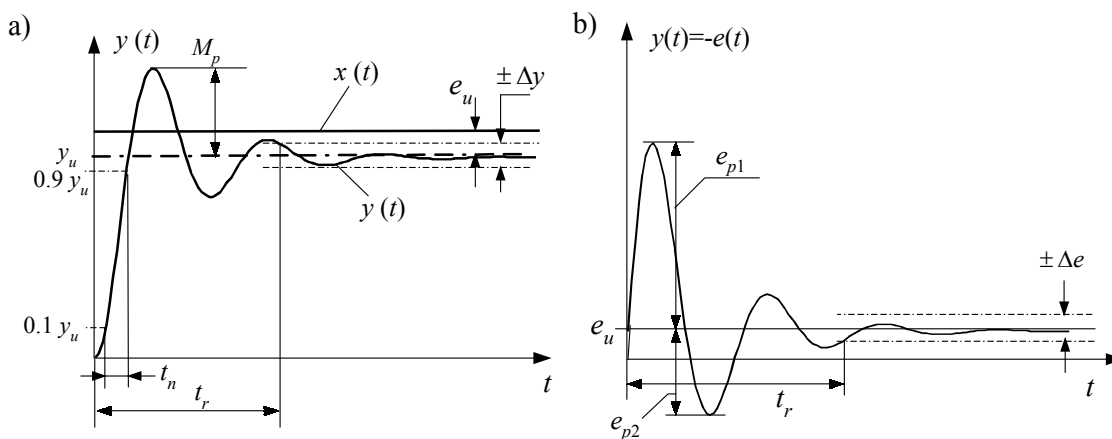 a)
y (t)
M_p
x (t)
e_u
± Δy
y_u
0.9 y_u
y (t)
0.1 y_u
t_n
t_r
t
b)
y(t)=-e(t)
e_p1
± Δe
e_u
t_r
t
e_p2